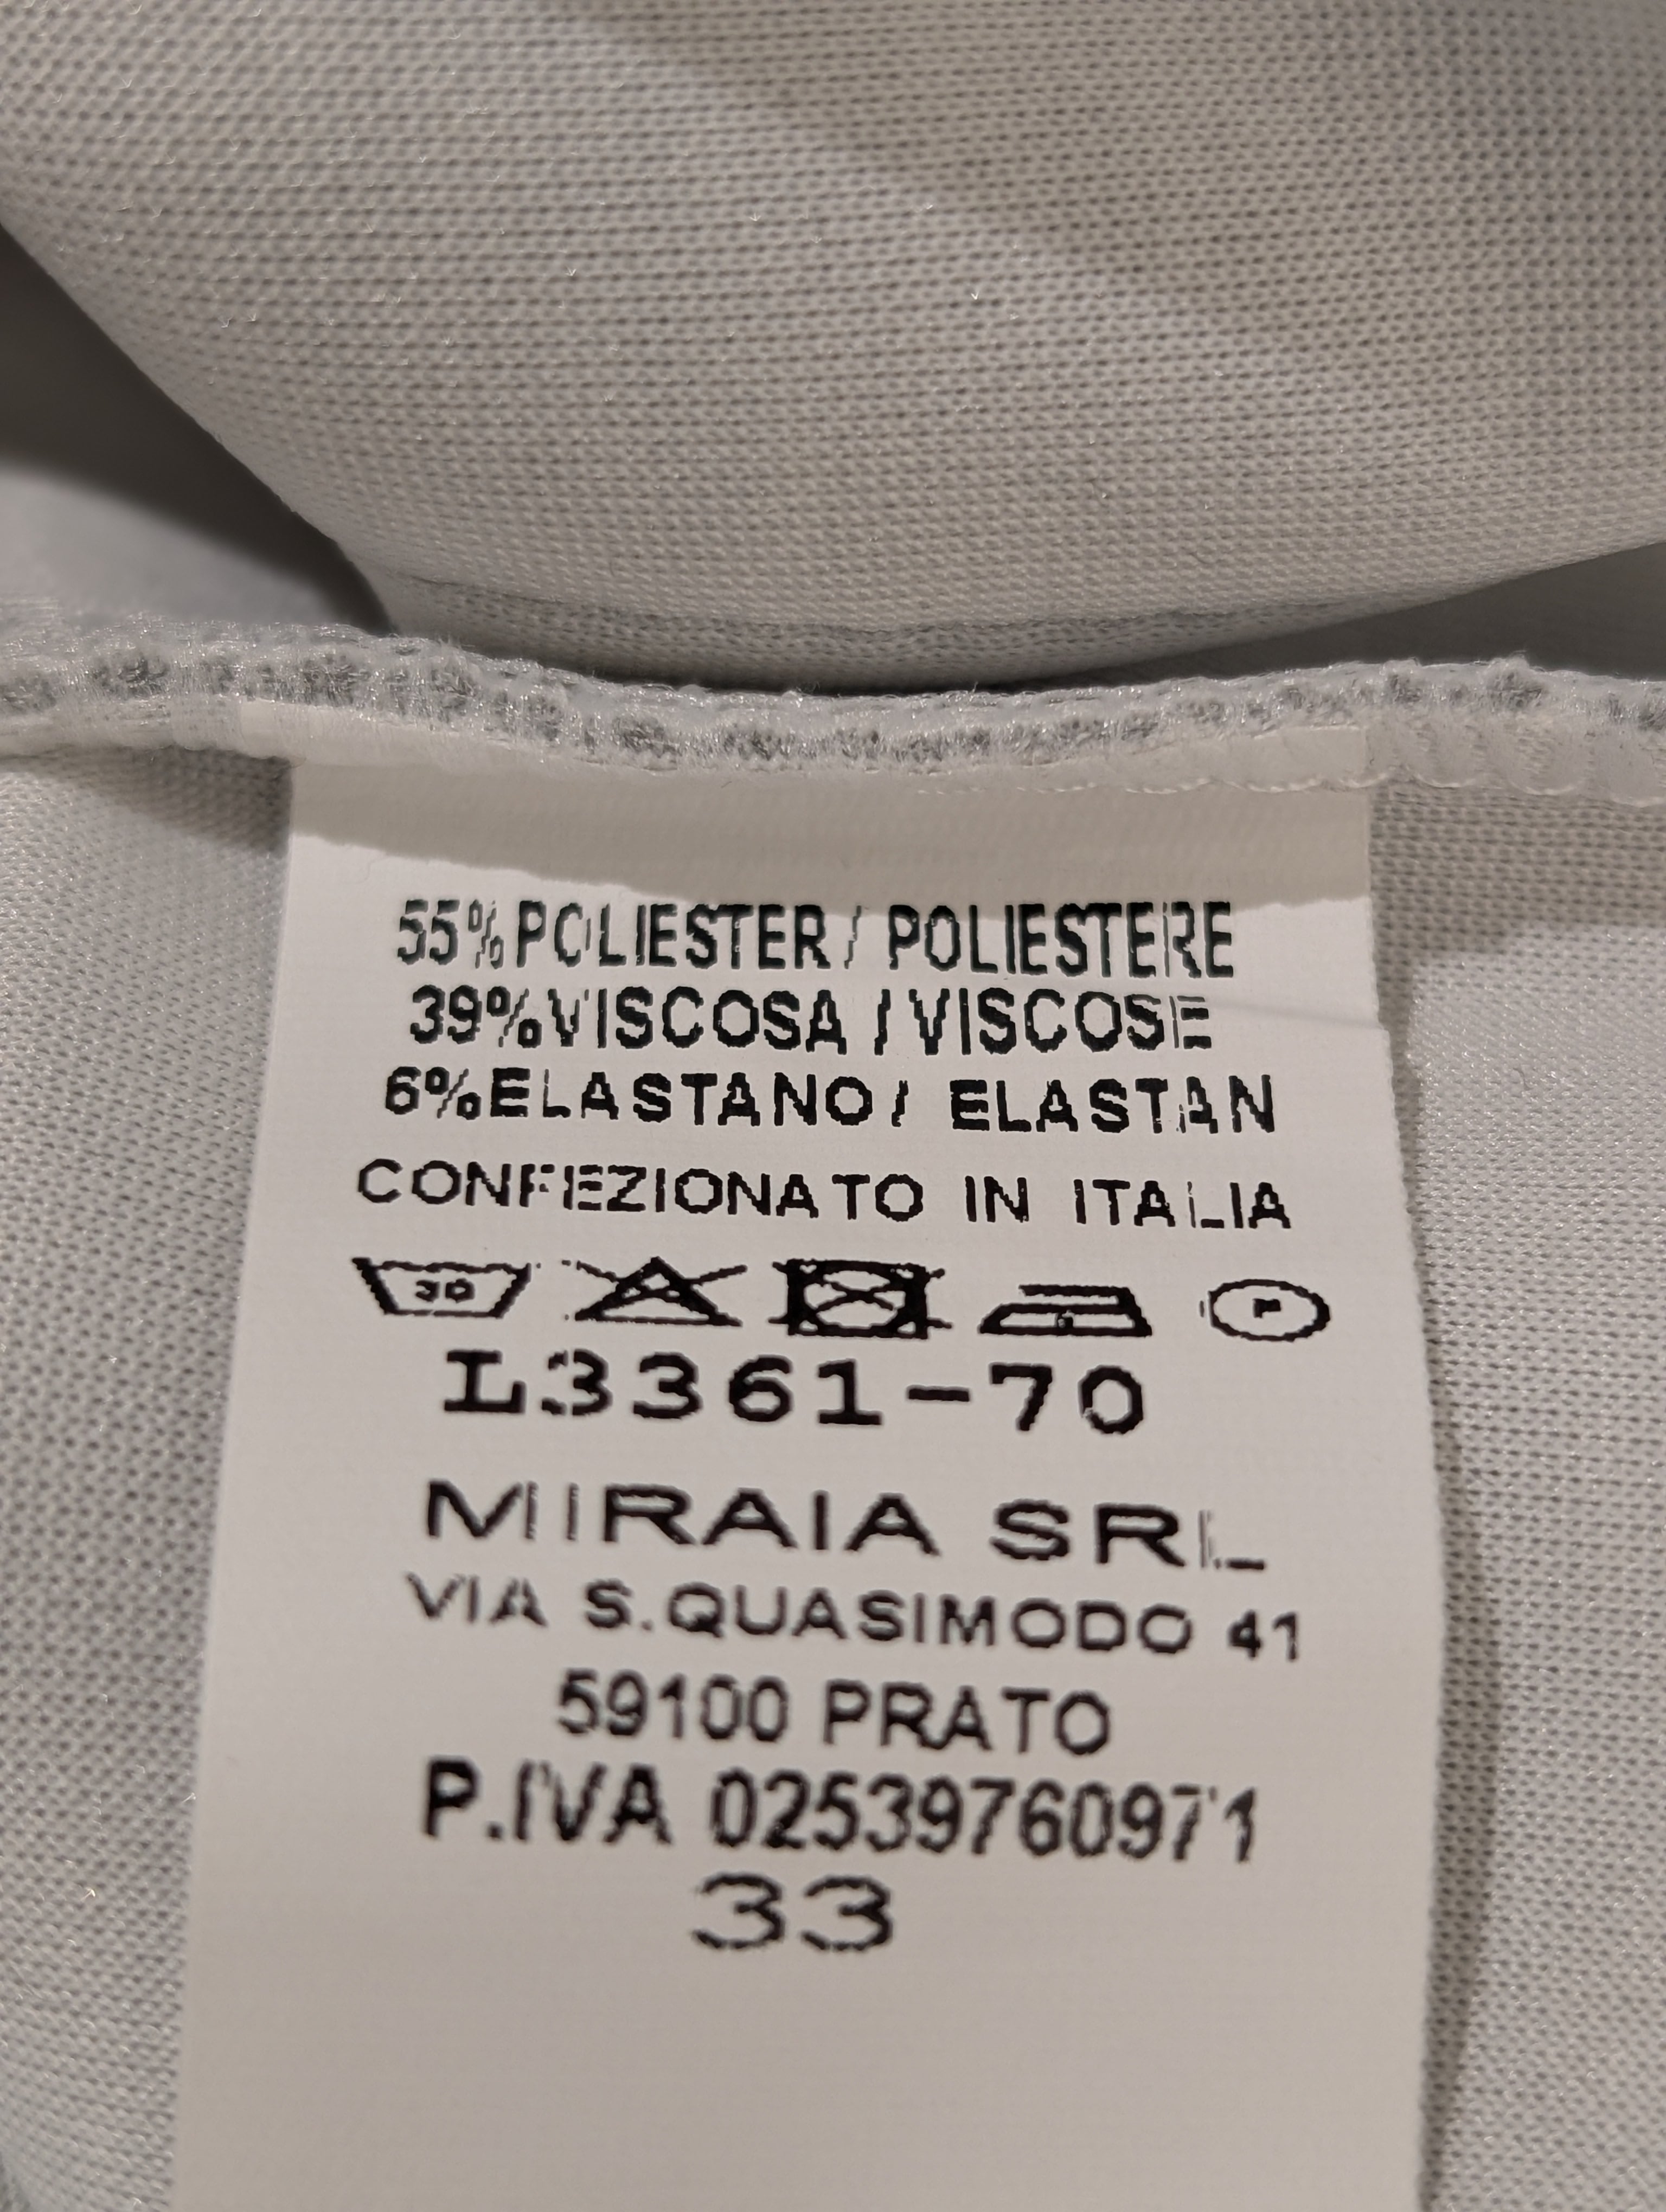 55% POLIESTER / POLIESTERE
39% VISCOSA / VISCOSE
6% ELASTANO / ELASTAN
CONFEZIONATO IN ITALIA
30 P
L3361-70
MIRAIA SRL
VIA S.QUASIMODO 41
59100 PRATO
P.IVA 02539760971
33